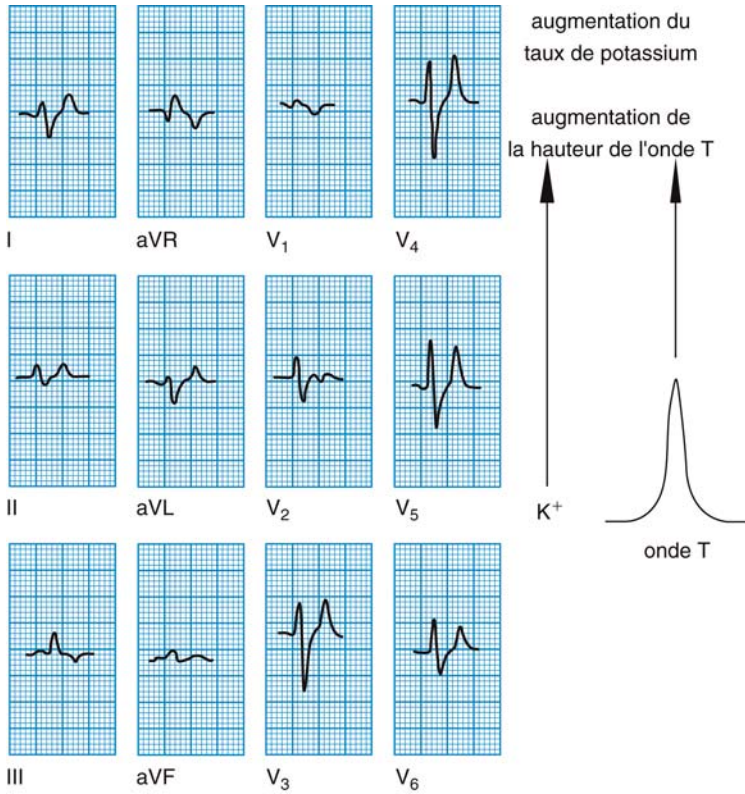 augmentation du
taux de potassium
augmentation de
la hauteur de l'onde T
I
aVR
V1
V4
II
aVL
V2
V5
K+
onde T
III
aVF
V3
V6